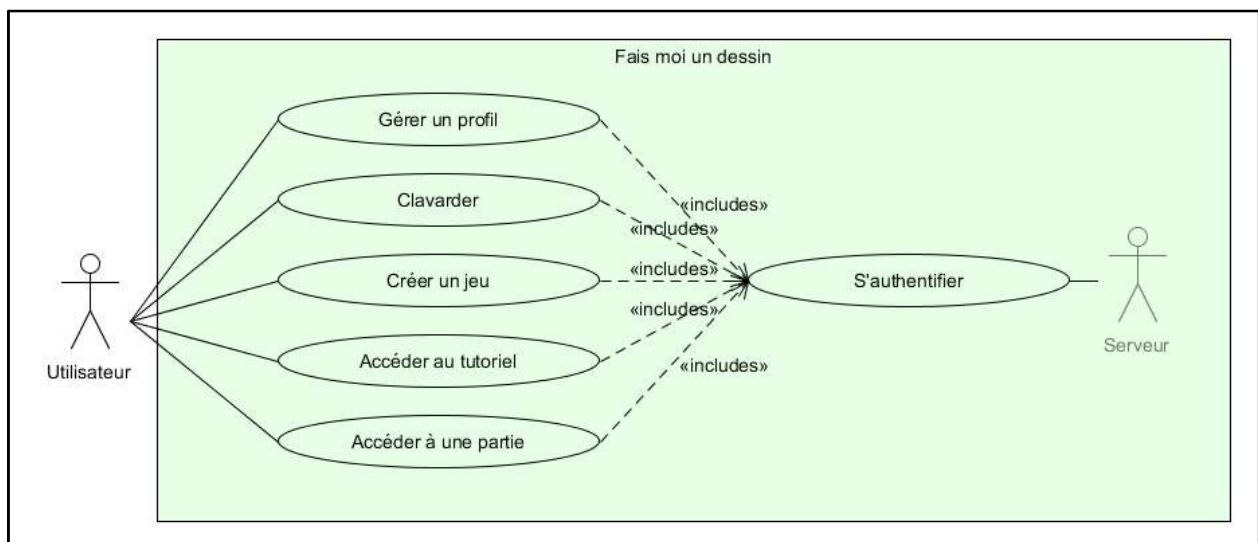 Fais moi un dessin
Gérer un profil
«includes»
Clavarder
«includes»
Créer un jeu
«includes»
S'authentifier
Accéder au tutoriel
«includes»
Accéder à une partie
«includes»
Utilisateur
Serveur